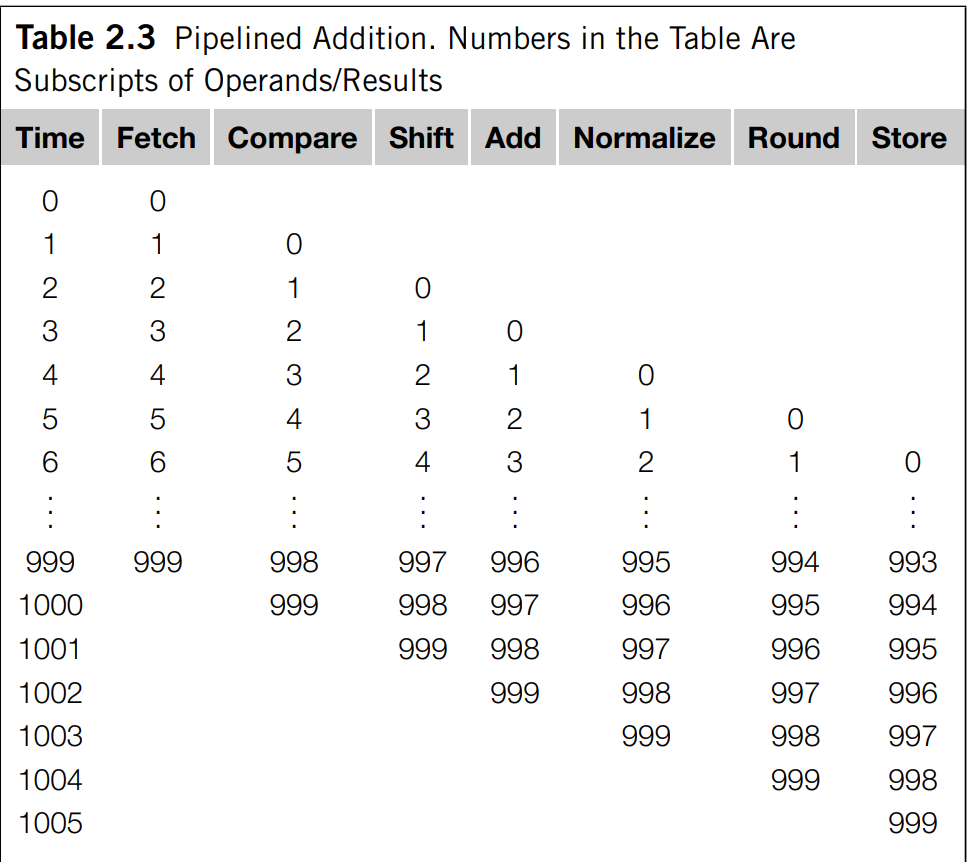 Table 2.3 Pipelined Addition. Numbers in the Table Are
Subscripts of Operands/Results
Time Fetch Compare Shift Add Normalize Round Store
0 0
1 1 0
2 2 1 0
3 3 2 1 0
4 4 3 2 1 0
5 5 4 3 2 1 0
6 6 5 4 3 2 1 0
⋮ ⋮ ⋮ ⋮ ⋮ ⋮ ⋮ ⋮
999 999 998 997 996 995 994 993
1000 999 998 997 996 995 994
1001 999 998 997 996 995
1002 999 998 997 996
1003 999 998 997
1004 999 998
1005 999